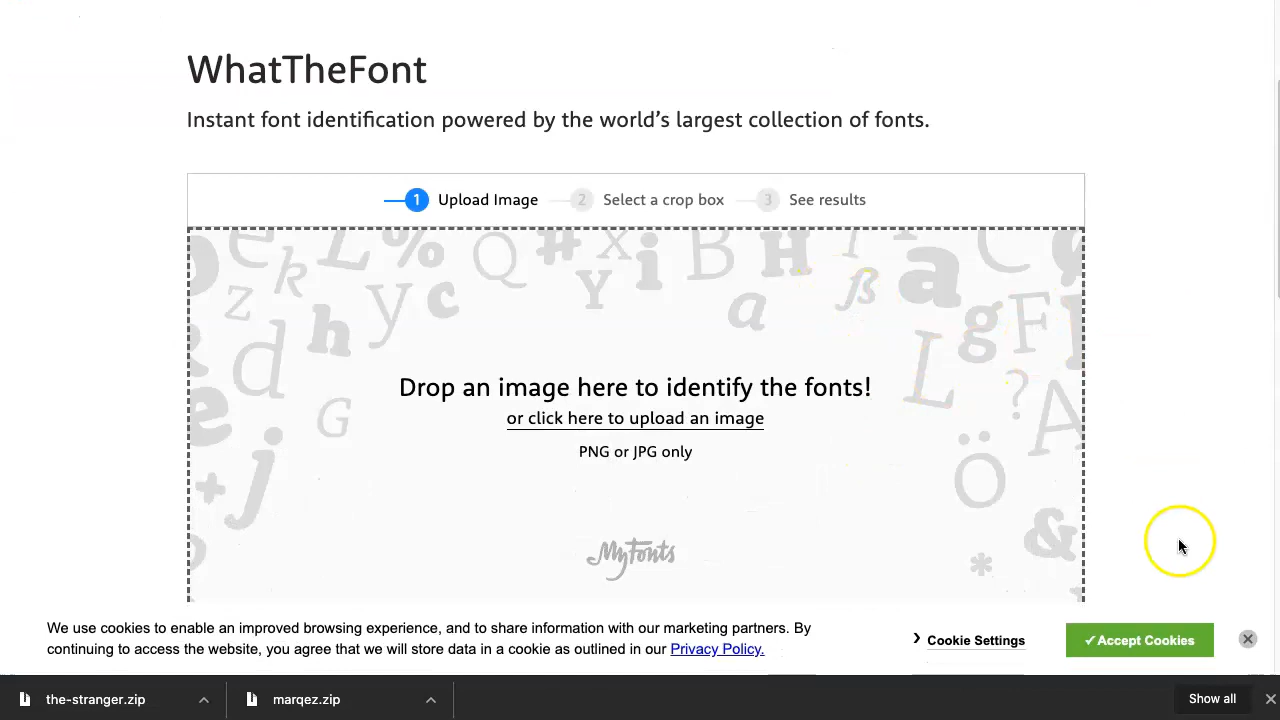 WhatTheFont
Instant font identification powered by the world’s largest collection of fonts.
1 Upload Image 2 Select a crop box 3 See results
Drop an image here to identify the fonts!
or click here to upload an image
PNG or JPG only
MyFonts
We use cookies to enable an improved browsing experience, and to share information with our marketing partners. By
continuing to access the website, you agree that we will store data in a cookie as outlined in our Privacy Policy.
Cookie Settings
✓Accept Cookies
the-stranger.zip
marqez.zip
Show all